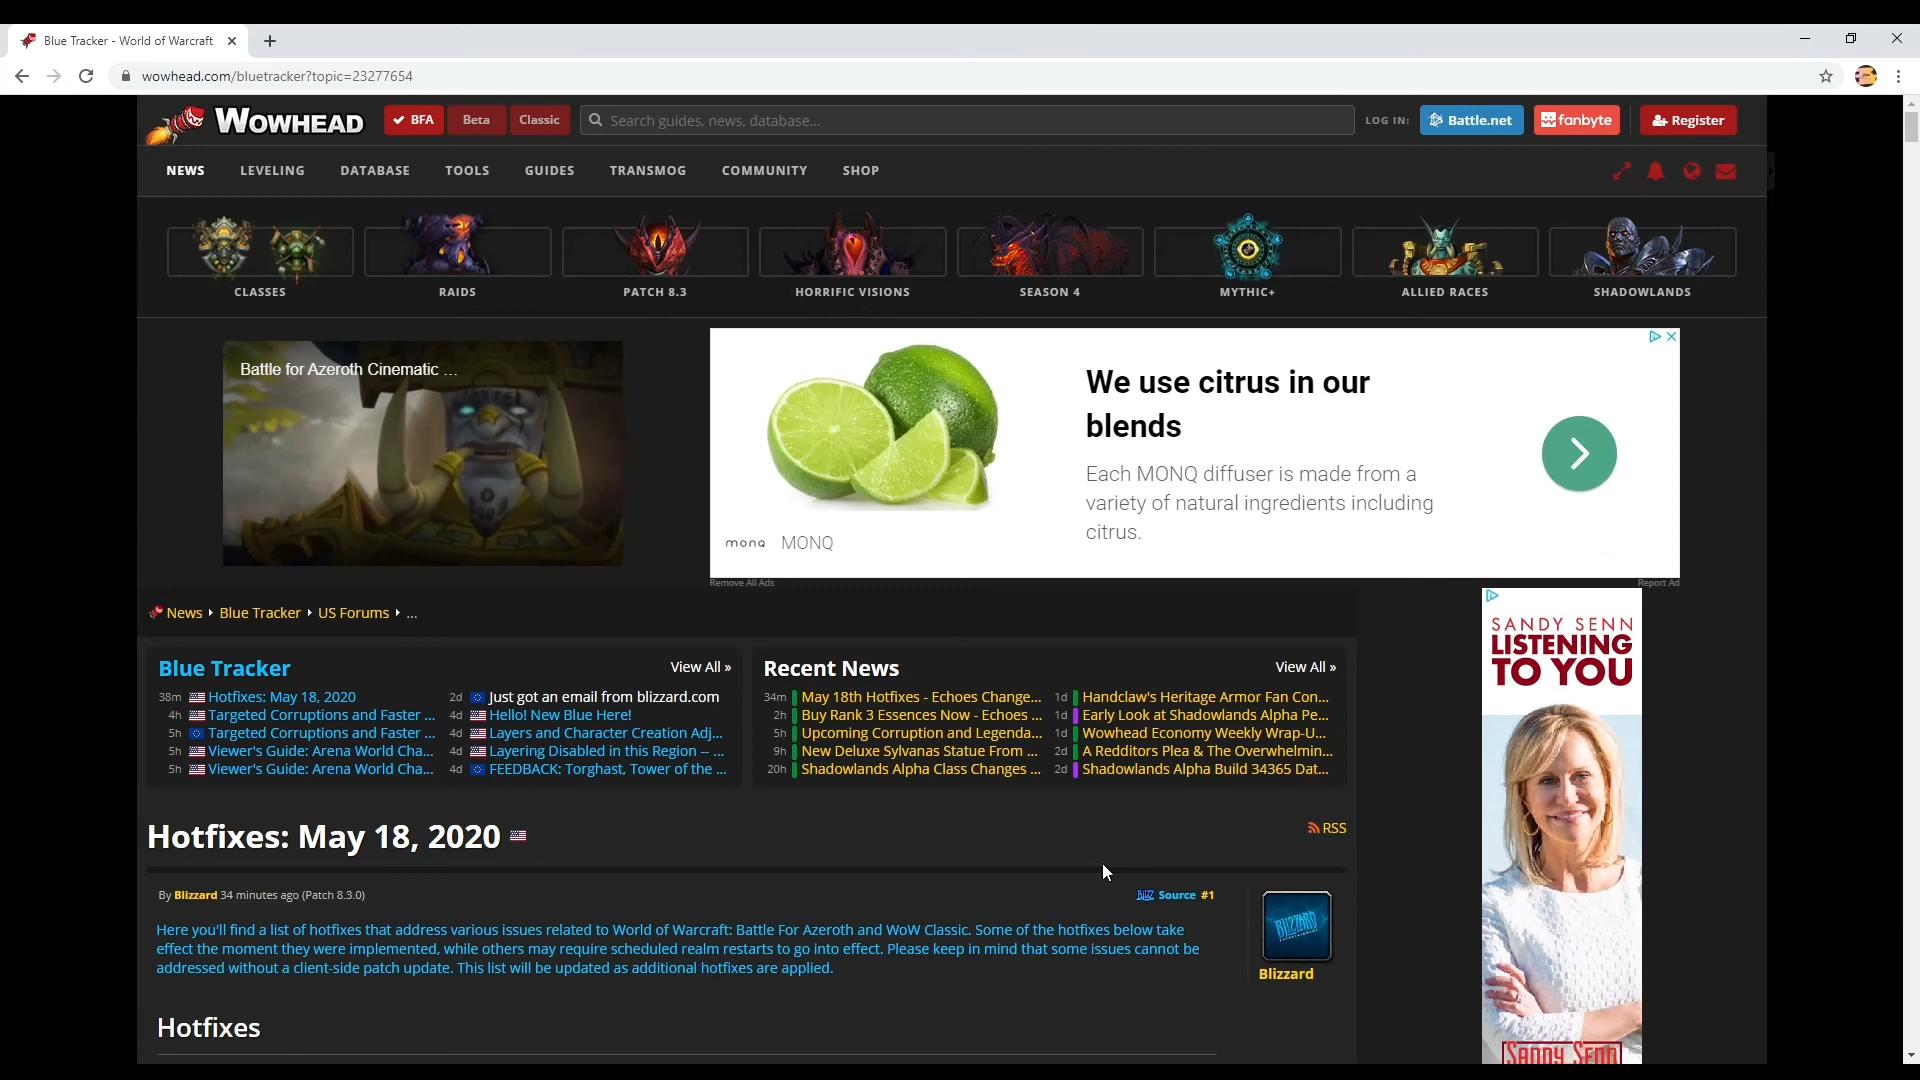 Blue Tracker - World of Warcraft
wowhead.com/bluetracker?topic=23277654
WOWHEAD
BFA
Beta
Classic
Search guides, news, database...
LOG IN:
Battle.net
fanbyte
Register
NEWS
LEVELING
DATABASE
TOOLS
GUIDES
TRANSMOG
COMMUNITY
SHOP
CLASSES
RAIDS
PATCH 8.3
HORRIFIC VISIONS
SEASON 4
MYTHIC+
ALLIED RACES
SHADOWLANDS
Battle for Azeroth Cinematic ...
We use citrus in our
blends
Each MONQ diffuser is made from a
variety of natural ingredients including
citrus.
monq MONQ
Remove All Ads
Report Ad
News
Blue Tracker
US Forums
...
SANDY SENN
LISTENING
TO YOU
Blue Tracker
View All »
38m Hotfixes: May 18, 2020
4h Targeted Corruptions and Faster ...
5h Targeted Corruptions and Faster ...
5h Viewer's Guide: Arena World Cha...
5h Viewer's Guide: Arena World Cha...
2d Just got an email from blizzard.com
4d Hello! New Blue Here!
4d Layers and Character Creation Adj...
4d Layering Disabled in this Region -- ...
4d FEEDBACK: Torghast, Tower of the ...
Recent News
View All »
34m May 18th Hotfixes - Echoes Change...
2h Buy Rank 3 Essences Now - Echoes ...
5h Upcoming Corruption and Legenda...
9h New Deluxe Sylvanas Statue From ...
20h Shadowlands Alpha Class Changes ...
1d Handclaw's Heritage Armor Fan Con...
1d Early Look at Shadowlands Alpha Pe...
1d Wowhead Economy Weekly Wrap-U...
2d A Redditors Plea & The Overwhelmin...
2d Shadowlands Alpha Build 34365 Dat...
Hotfixes: May 18, 2020
RSS
By Blizzard 34 minutes ago (Patch 8.3.0)
BLIZ Source #1
Here you'll find a list of hotfixes that address various issues related to World of Warcraft: Battle For Azeroth and WoW Classic. Some of the hotfixes below take
effect the moment they were implemented, while others may require scheduled realm restarts to go into effect. Please keep in mind that some issues cannot be
addressed without a client-side patch update. This list will be updated as additional hotfixes are applied.
BLIZZARD
Blizzard
Hotfixes
SANDY SENN